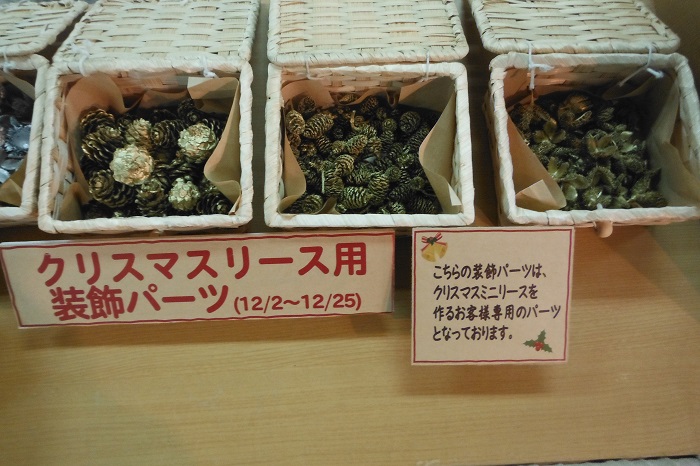 クリスマスリース用
装飾パーツ(12/2〜12/25)
こちらの装飾パーツは、
クリスマスミニリースを
作るお客様専用のパーツ
となっております。